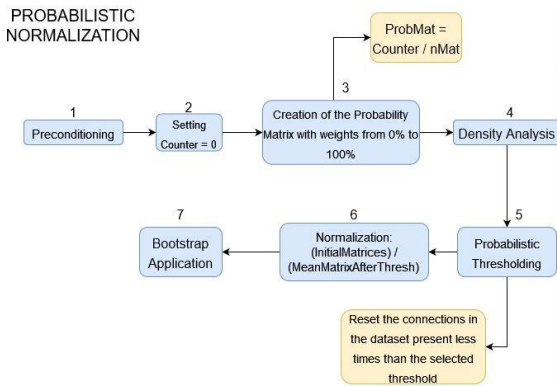 PROBABILISTIC
NORMALIZATION
ProbMat =
Counter / nMat
1
Preconditioning
2
Setting
Counter = 0
3
Creation of the Probability
Matrix with weights from 0% to
100%
4
Density Analysis
7
Bootstrap
Application
6
Normalization:
(InitialMatrices) /
(MeanMatrixAfterThresh)
5
Probabilistic
Thresholding
Reset the connections in
the dataset present less
times than the selected
threshold